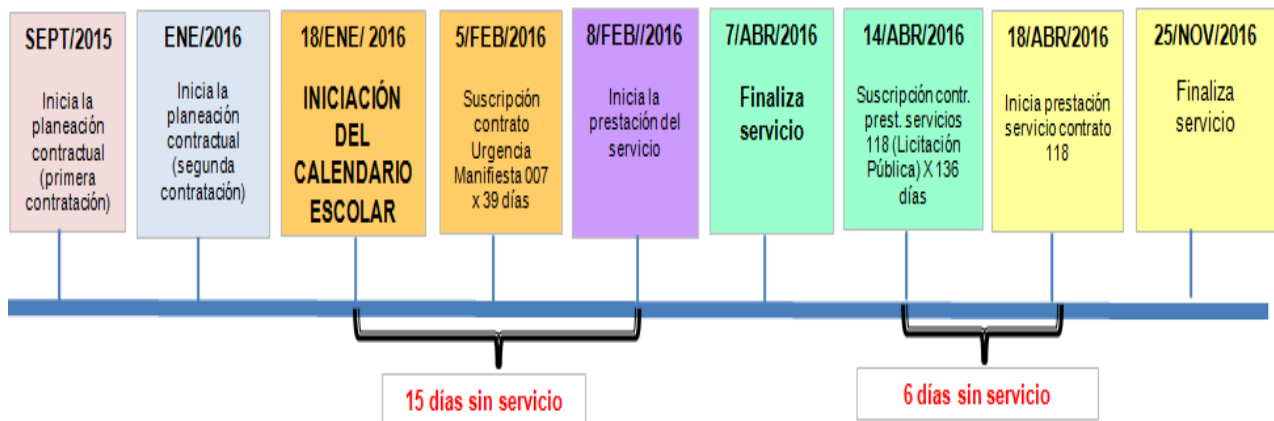 SEPT/2015
Inicia la
planeación
contractual
(primera
contratación)
ENE/2016
Inicia la
planeación
contractual
(segunda
contratación)
18/ENE/ 2016
INICIACIÓN
DEL
CALENDARIO
ESCOLAR
5/FEB/2016
Suscripción
contrato
Urgencia
Manifiesta 007
x 39 días
8/FEB//2016
Inicia la
prestación del
servicio
7/ABR/2016
Finaliza
servicio
14/ABR/2016
Suscripción contr.
prest. servicios
118 (Licitación
Pública) X 136
días
18/ABR/2016
Inicia prestación
servicio contrato
118
25/NOV/2016
Finaliza
servicio
15 días sin servicio
6 días sin servicio